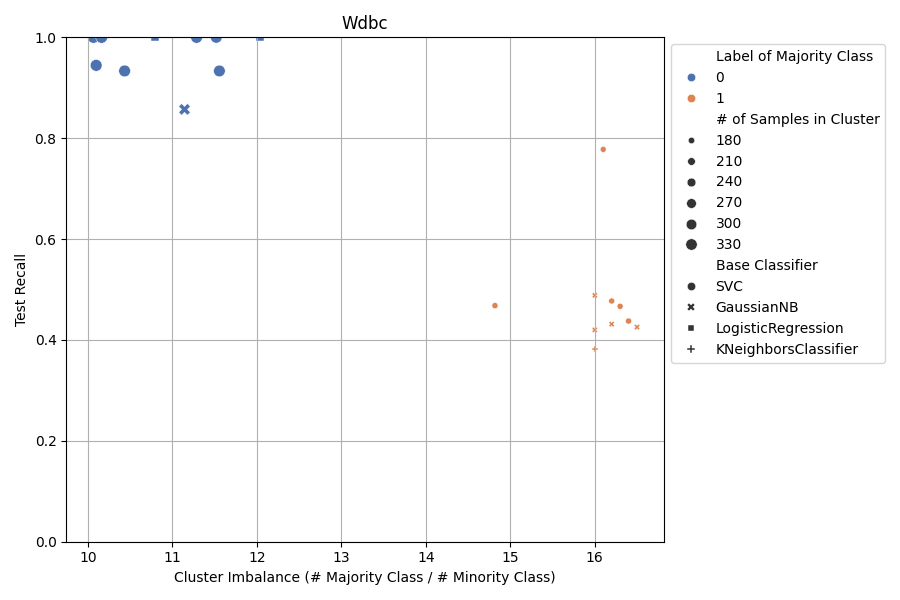 Wdbc
1.0
0.8
0.6
0.4
0.2
0.0
Test Recall
10 11 12 13 14 15 16
Cluster Imbalance (# Majority Class / # Minority Class)
Label of Majority Class
0
1
# of Samples in Cluster
180
210
240
270
300
330
Base Classifier
SVC
GaussianNB
LogisticRegression
KNeighborsClassifier